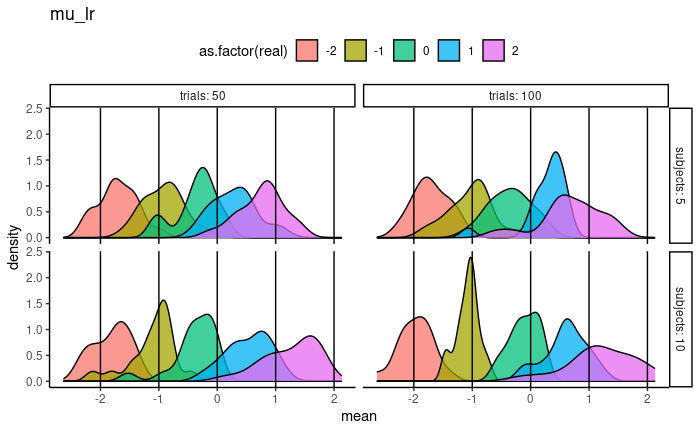 mu_lr
as.factor(real) -2 -1 0 1 2
trials: 50 trials: 100
2.5
2.0
1.5
1.0
0.5
0.0
subjects: 5
2.5
2.0
1.5
1.0
0.5
0.0
subjects: 10
density
-2 -1 0 1 2 -2 -1 0 1 2
mean